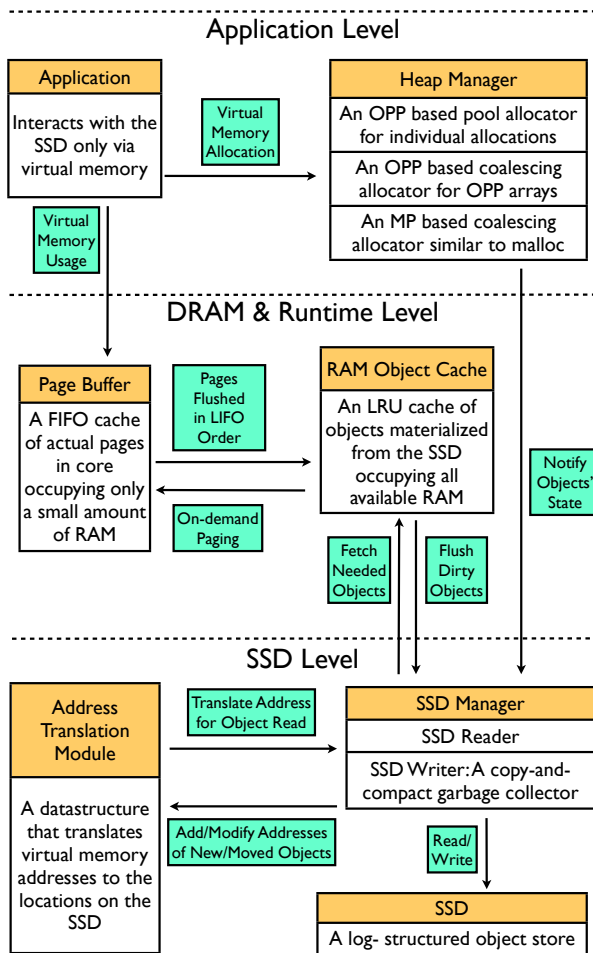 Application Level
Application
Interacts with the
SSD only via
virtual memory
Virtual
Memory
Allocation
Heap Manager
An OPP based pool allocator
for individual allocations
An OPP based coalescing
allocator for OPP arrays
An MP based coalescing
allocator similar to malloc
Virtual
Memory
Usage
DRAM & Runtime Level
Page Buffer
A FIFO cache
of actual pages
in core
occupying only
a small amount
of RAM
Pages
Flushed
in LIFO
Order
On-demand
Paging
RAM Object Cache
An LRU cache of
objects materialized
from the SSD
occupying all
available RAM
Notify
Objects'
State
Fetch
Needed
Objects
Flush
Dirty
Objects
SSD Level
Address
Translation
Module
A datastructure
that translates
virtual memory
addresses to the
locations on the
SSD
Translate Address
for Object Read
Add/Modify Addresses
of New/Moved Objects
SSD Manager
SSD Reader
SSD Writer: A copy-and-
compact garbage collector
Read/
Write
SSD
A log- structured object store